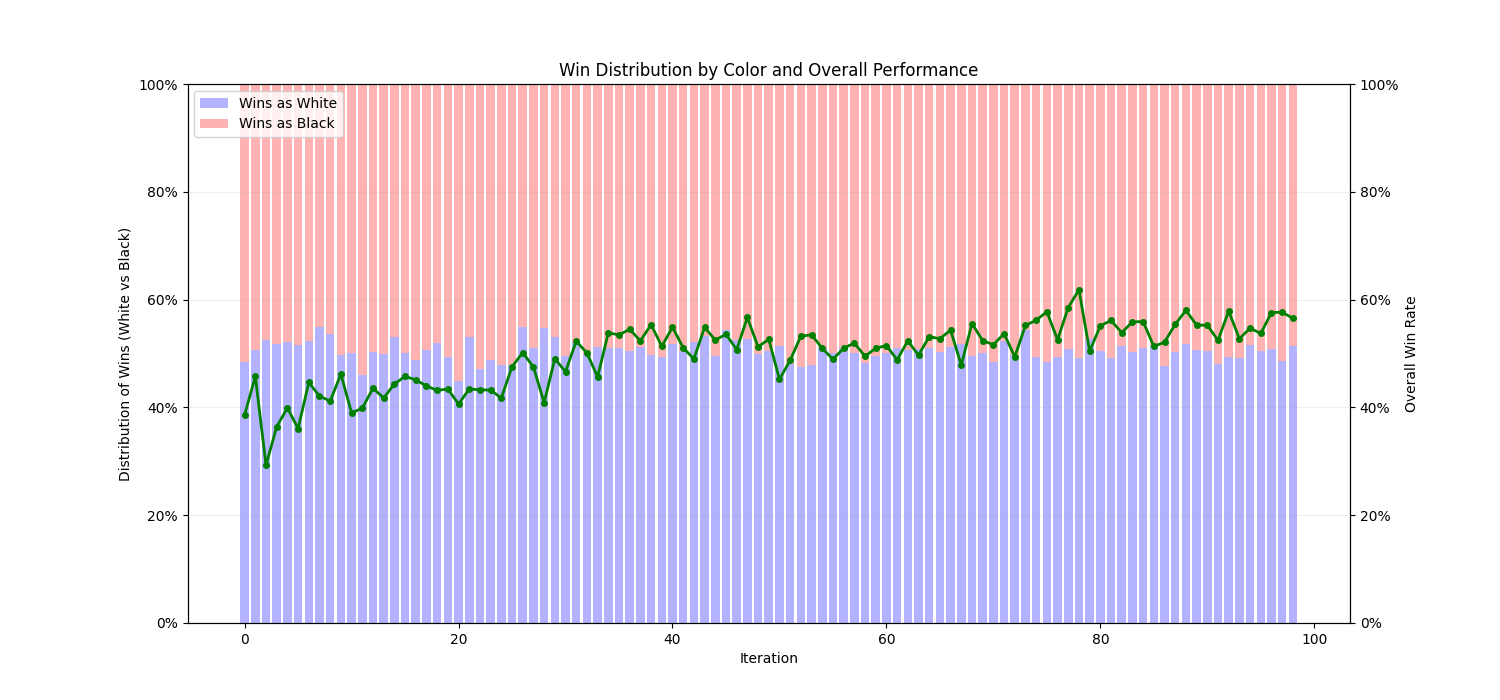 Win Distribution by Color and Overall Performance
Wins as White
Wins as Black
100%
80%
60%
40%
20%
0%
Distribution of Wins (White vs Black)
100%
80%
60%
40%
20%
0%
Overall Win Rate
0 20 40 60 80 100
Iteration